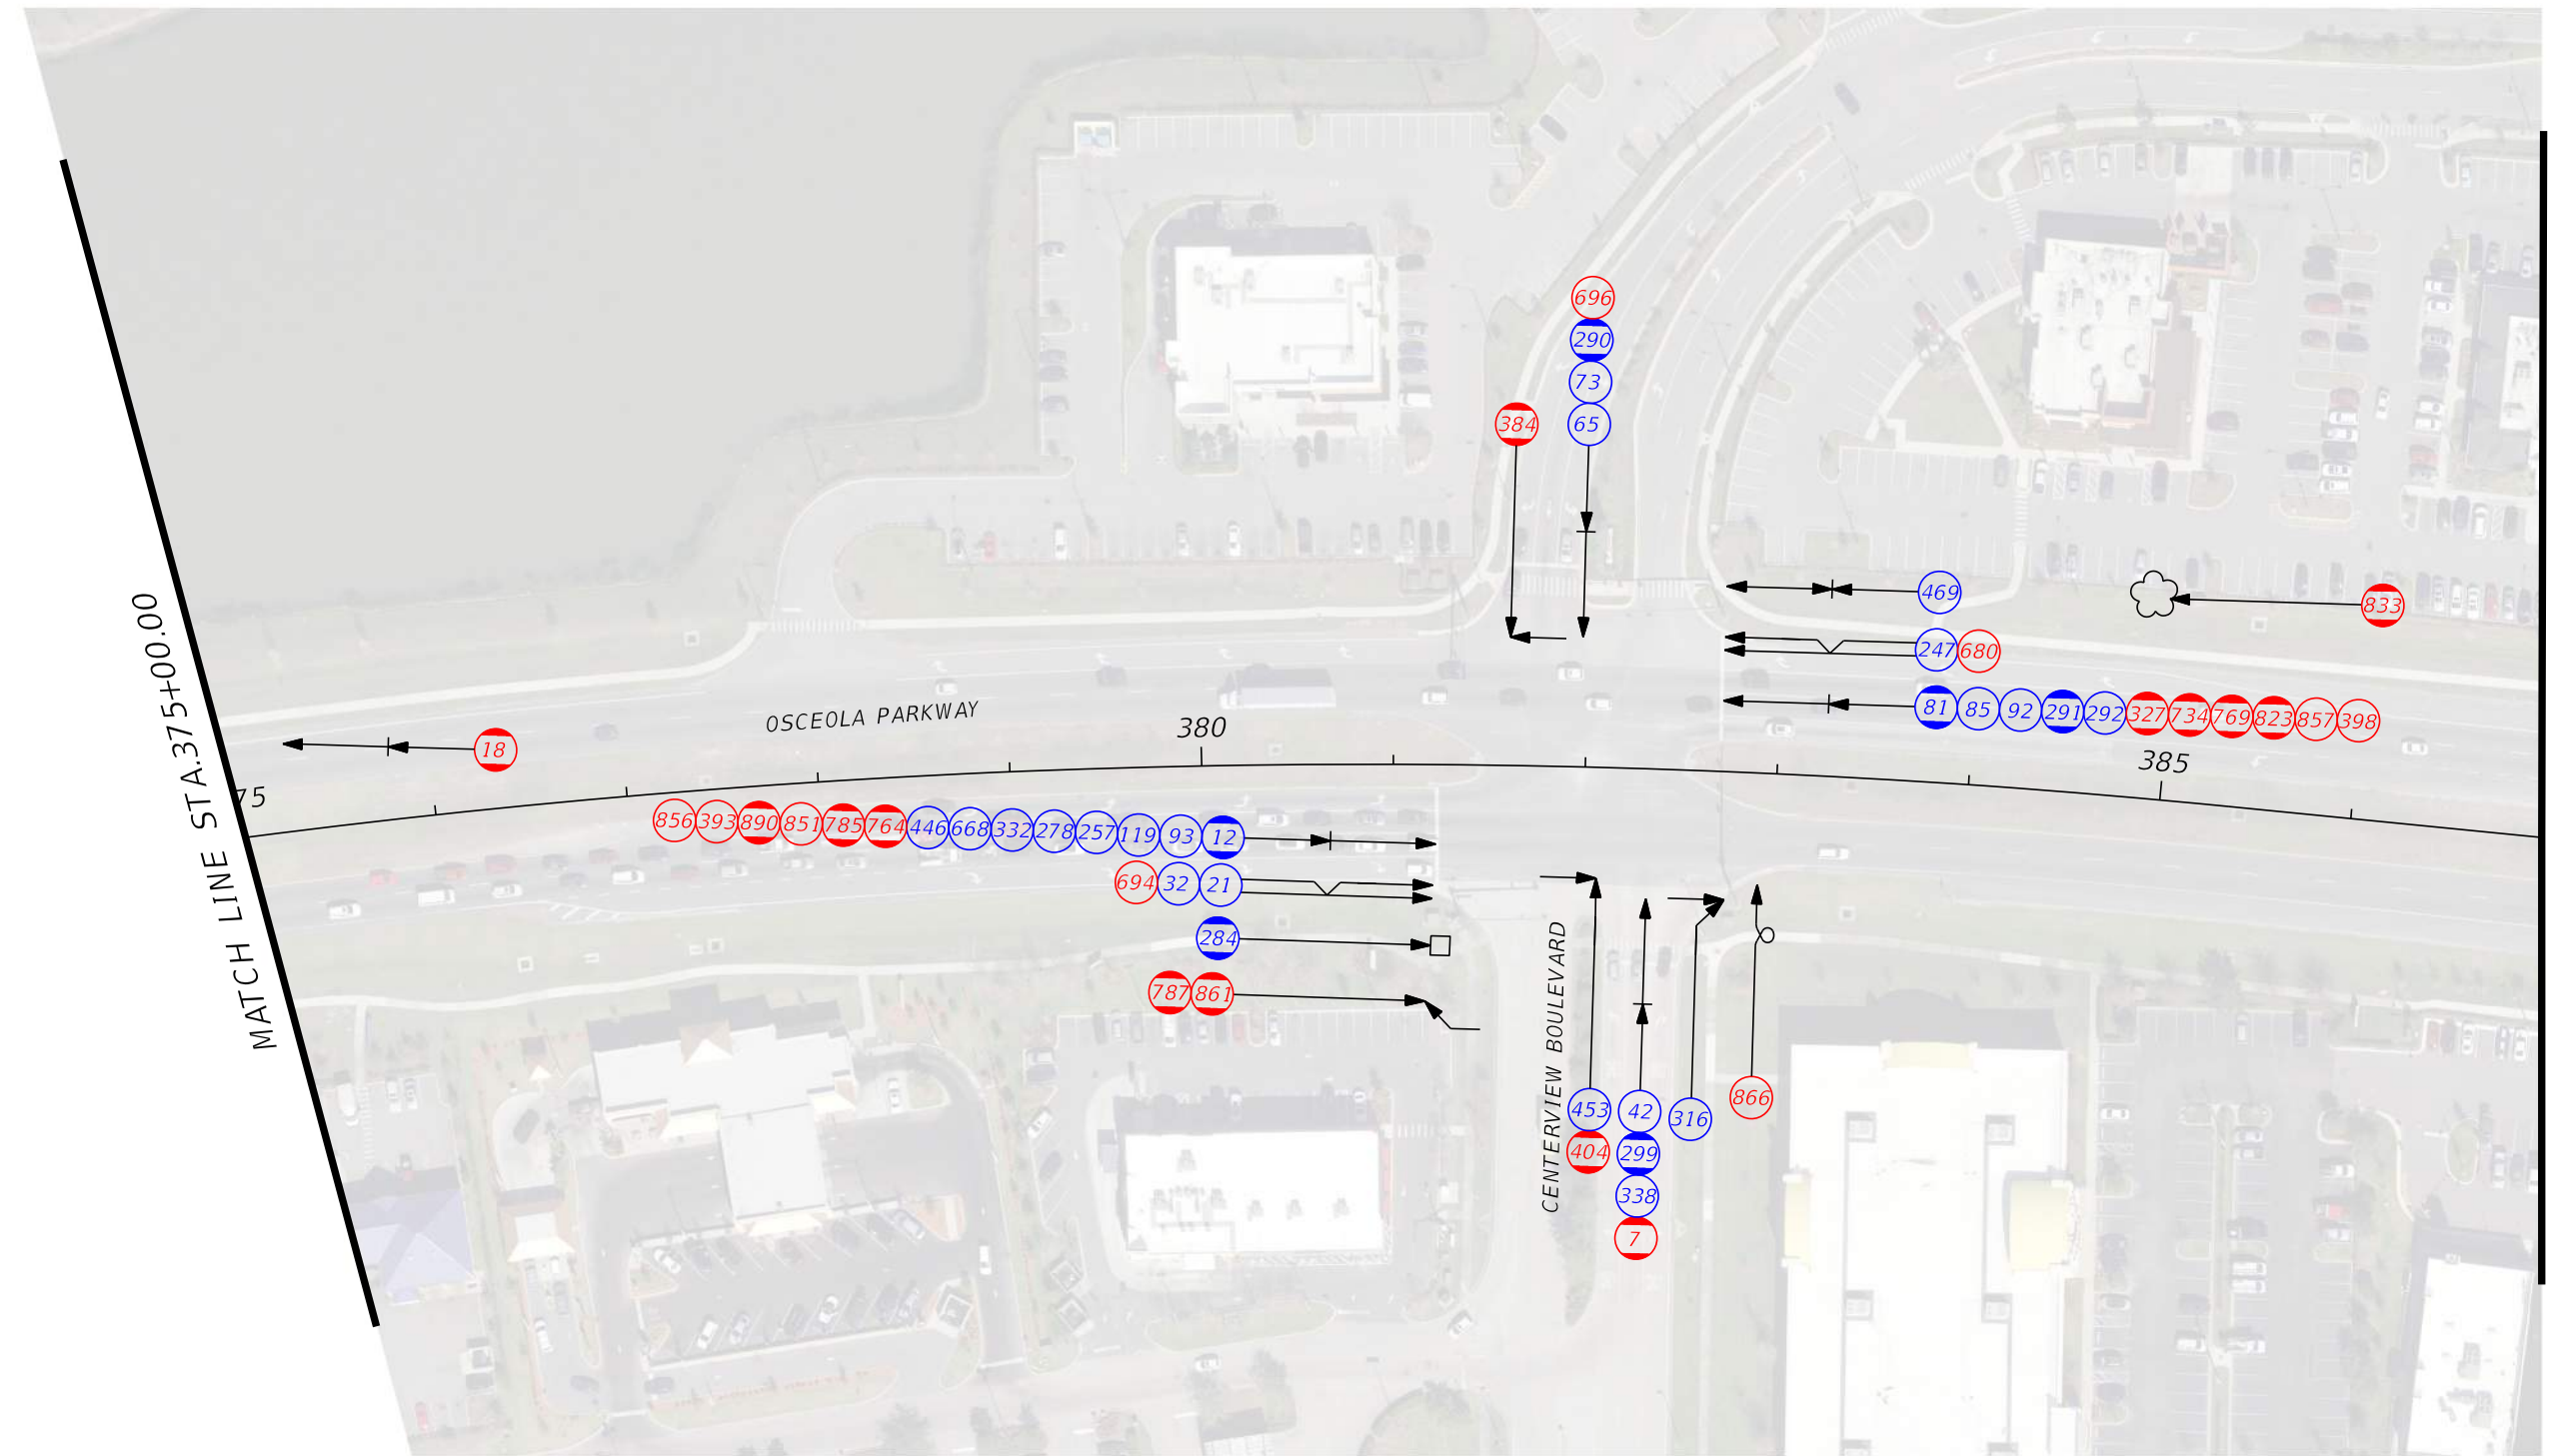 696
290
73
384
65
469
833
247 680
81 85 92 291 292 327 734 769 823 857 398
OSCEOLA PARKWAY
380
18
385
75
MATCH LINE STA.375+00.00
856 393 890 851 785 764 446 668 332 278 257 119 93 12
694 32 21
284
787 861
CENTERVIEW BOULEVARD
453 42 316 866
404 299
338
7